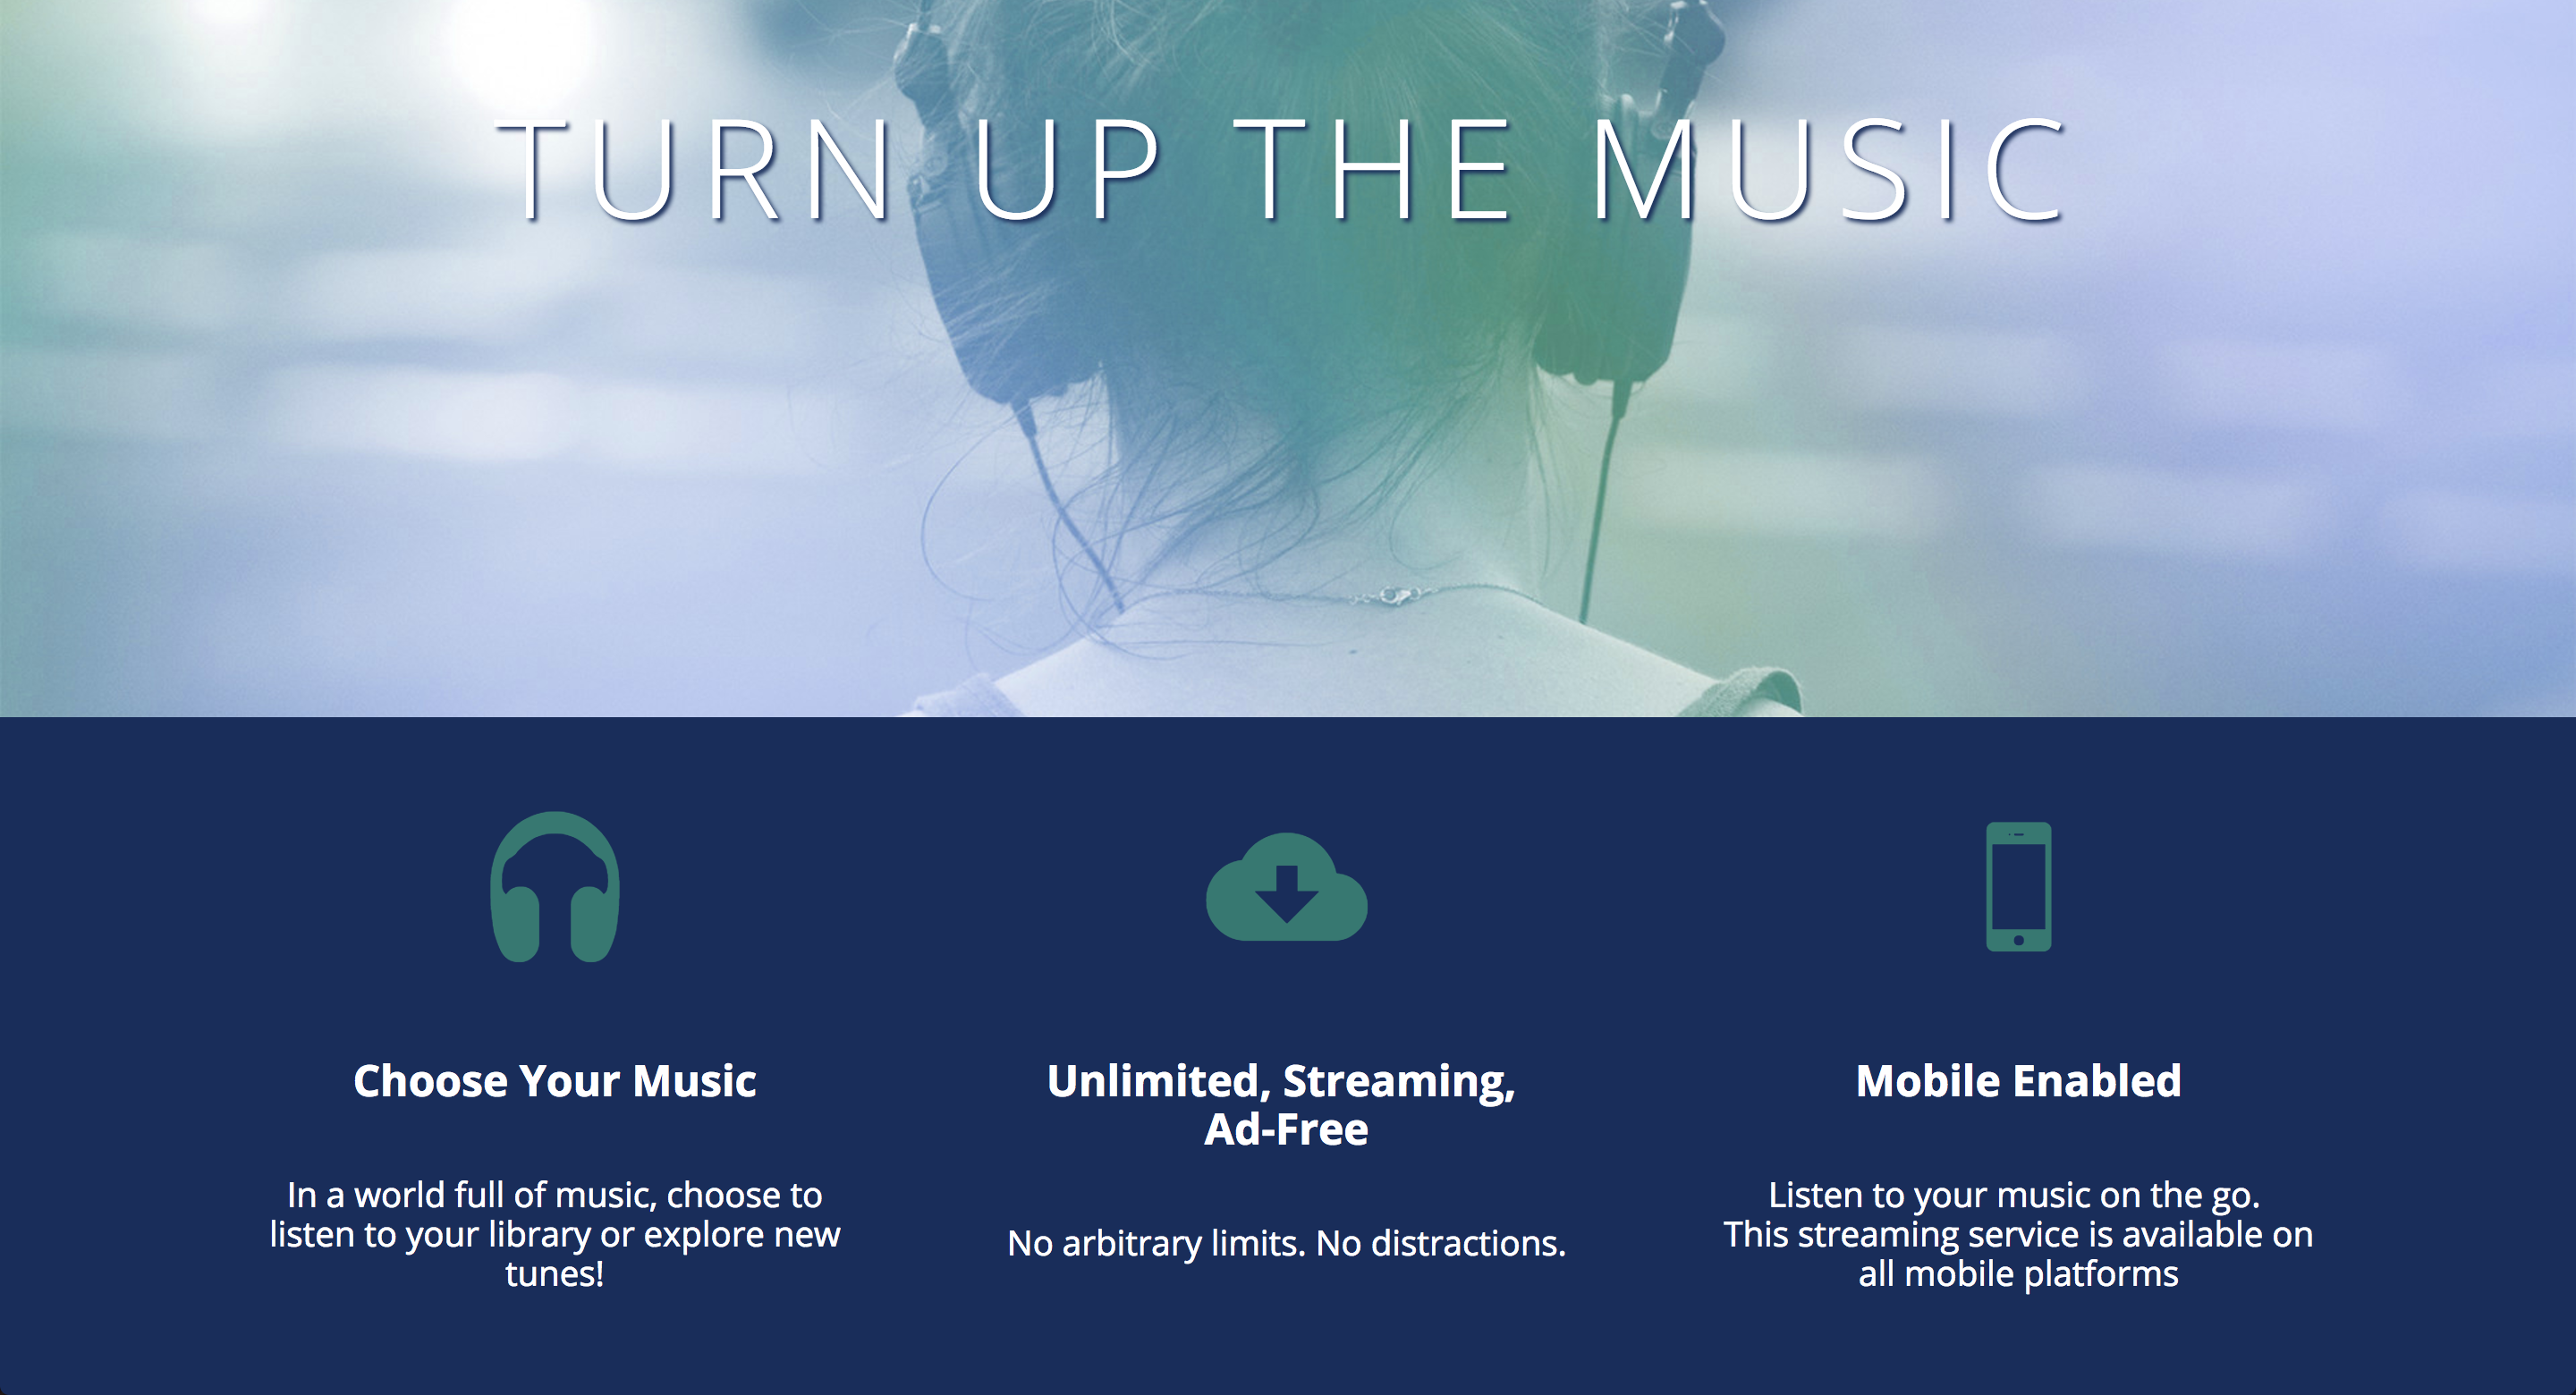 TURN UP THE MUSIC
Choose Your Music
In a world full of music, choose to
listen to your library or explore new
tunes!
Unlimited, Streaming,
Ad-Free
No arbitrary limits. No distractions.
Mobile Enabled
Listen to your music on the go.
This streaming service is available on
all mobile platforms